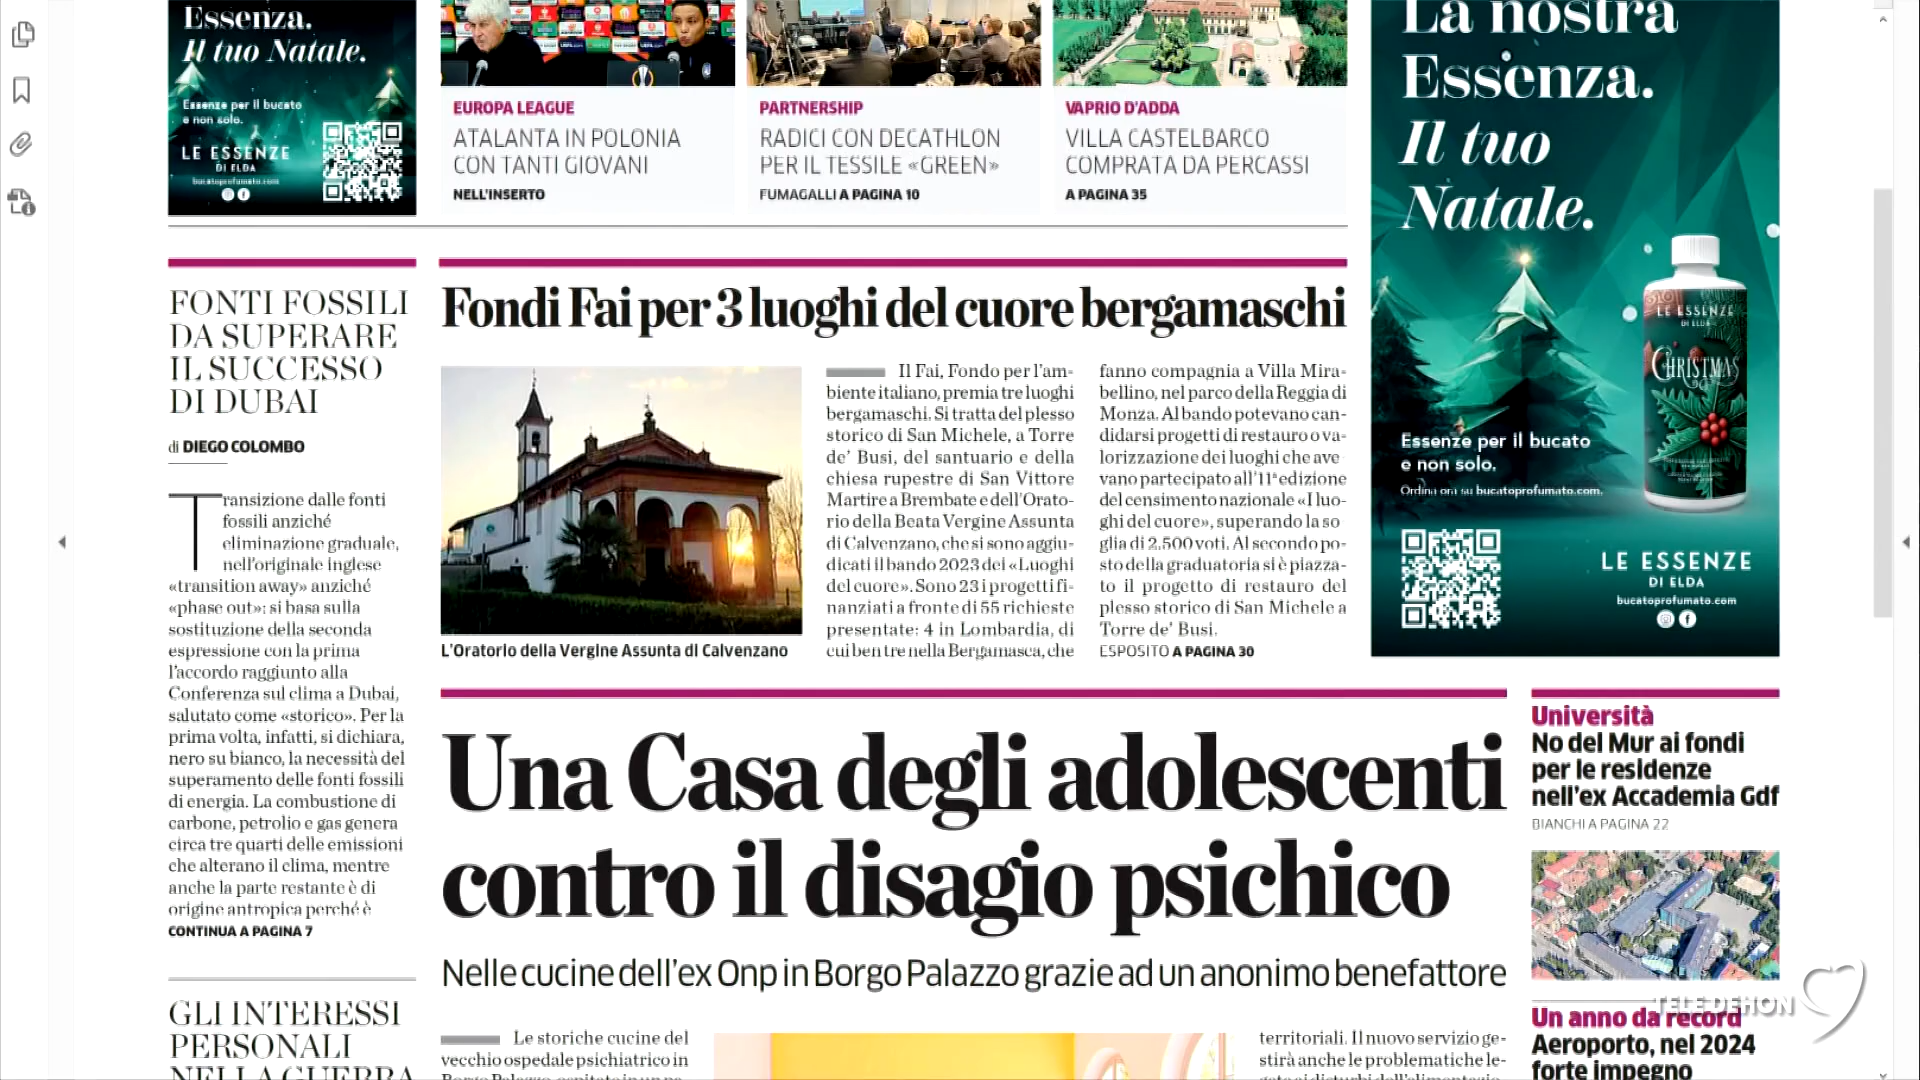 Essenza.
Il tuo Natale.
Essenze per il bucato
e non solo.
LE ESSENZE
DI ELDA
bucatoprofumato.com
EUROPA LEAGUE
ATALANTA IN POLONIA
CON TANTI GIOVANI
NELL'INSERTO
PARTNERSHIP
RADICI CON DECATHLON
PER IL TESSILE «GREEN»
FUMAGALLI A PAGINA 10
VAPRIO D'ADDA
VILLA CASTELBARCO
COMPRATA DA PERCASSI
A PAGINA 35
La nostra
Essenza.
Il tuo
Natale.
LE ESSENZE
DI ELDA
CHRISTMAS
Essenze per il bucato
e non solo.
Ordina ora su bucatoprofumato.com.
LE ESSENZE
DI ELDA
bucatoprofumato.com
FONTI FOSSILI
DA SUPERARE
IL SUCCESSO
DI DUBAI
di DIEGO COLOMBO
Transizione dalle fonti
fossili anziché
eliminazione graduale,
nell'originale inglese
«transition away» anziché
«phase out»: si basa sulla
sostituzione della seconda
espressione con la prima
l'accordo raggiunto alla
Conferenza sul clima a Dubai,
salutato come «storico». Per la
prima volta, infatti, si dichiara,
nero su bianco, la necessità del
superamento delle fonti fossili
di energia. La combustione di
carbone, petrolio e gas genera
circa tre quarti delle emissioni
che alterano il clima, mentre
anche la parte restante è di
origine antropica perché è
CONTINUA A PAGINA 7
GLI INTERESSI
PERSONALI
NELLA GUERRA
Fondi Fai per 3 luoghi del cuore bergamaschi
L'Oratorio della Vergine Assunta di Calvenzano
Il Fai, Fondo per l'am-
biente italiano, premia tre luoghi
bergamaschi. Si tratta del plesso
storico di San Michele, a Torre
de' Busi, del santuario e della
chiesa rupestre di San Vittore
Martire a Brembate e dell'Orato-
rio della Beata Vergine Assunta
di Calvenzano, che si sono aggiu-
dicati il bando 2023 dei «Luoghi
del cuore». Sono 23 i progetti fi-
nanziati a fronte di 55 richieste
presentate: 4 in Lombardia, di
cui ben tre nella Bergamasca, che
fanno compagnia a Villa Mira-
bellino, nel parco della Reggia di
Monza. Al bando potevano can-
didarsi progetti di restauro o va-
lorizzazione dei luoghi che ave-
vano partecipato all'11ª edizione
del censimento nazionale «I luo-
ghi del cuore», superando la so-
glia di 2.500 voti. Al secondo po-
sto della graduatoria si è piazza-
to il progetto di restauro del
plesso storico di San Michele a
Torre de' Busi.
ESPOSITO A PAGINA 30
Una Casa degli adolescenti
contro il disagio psichico
Nelle cucine dell'ex Onp in Borgo Palazzo grazie ad un anonimo benefattore
Le storiche cucine del
vecchio ospedale psichiatrico in
territoriali. Il nuovo servizio ge-
stirà anche le problematiche le-
Università
No del Mur ai fondi
per le residenze
nell'ex Accademia Gdf
BIANCHI A PAGINA 22
TELE DEHON
Un anno da record
Aeroporto, nel 2024
forte impegno